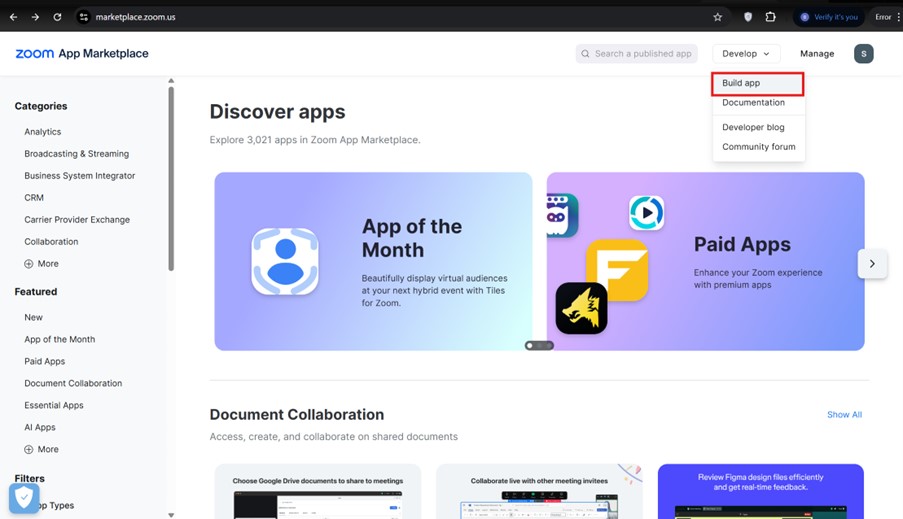 marketplace.zoom.us
Verify it's you
Error
zoom App Marketplace
Search a published app
Develop
Manage
S
Build app
Documentation
Developer blog
Community forum
Categories
Analytics
Broadcasting & Streaming
Business System Integrator
CRM
Carrier Provider Exchange
Collaboration
More
Featured
New
App of the Month
Paid Apps
Document Collaboration
Essential Apps
AI Apps
More
Filters
p Types
Discover apps
Explore 3,021 apps in Zoom App Marketplace.
App of the
Month
Beautifully display virtual audiences
at your next hybrid event with Tiles
for Zoom.
Paid Apps
Enhance your Zoom experience
with premium apps
Document Collaboration
Show All
Access, create, and collaborate on shared documents
Choose Google Drive documents to share to meetings
Collaborate live with other meeting invitees
Review Figma design files efficiently
and get real-time feedback.